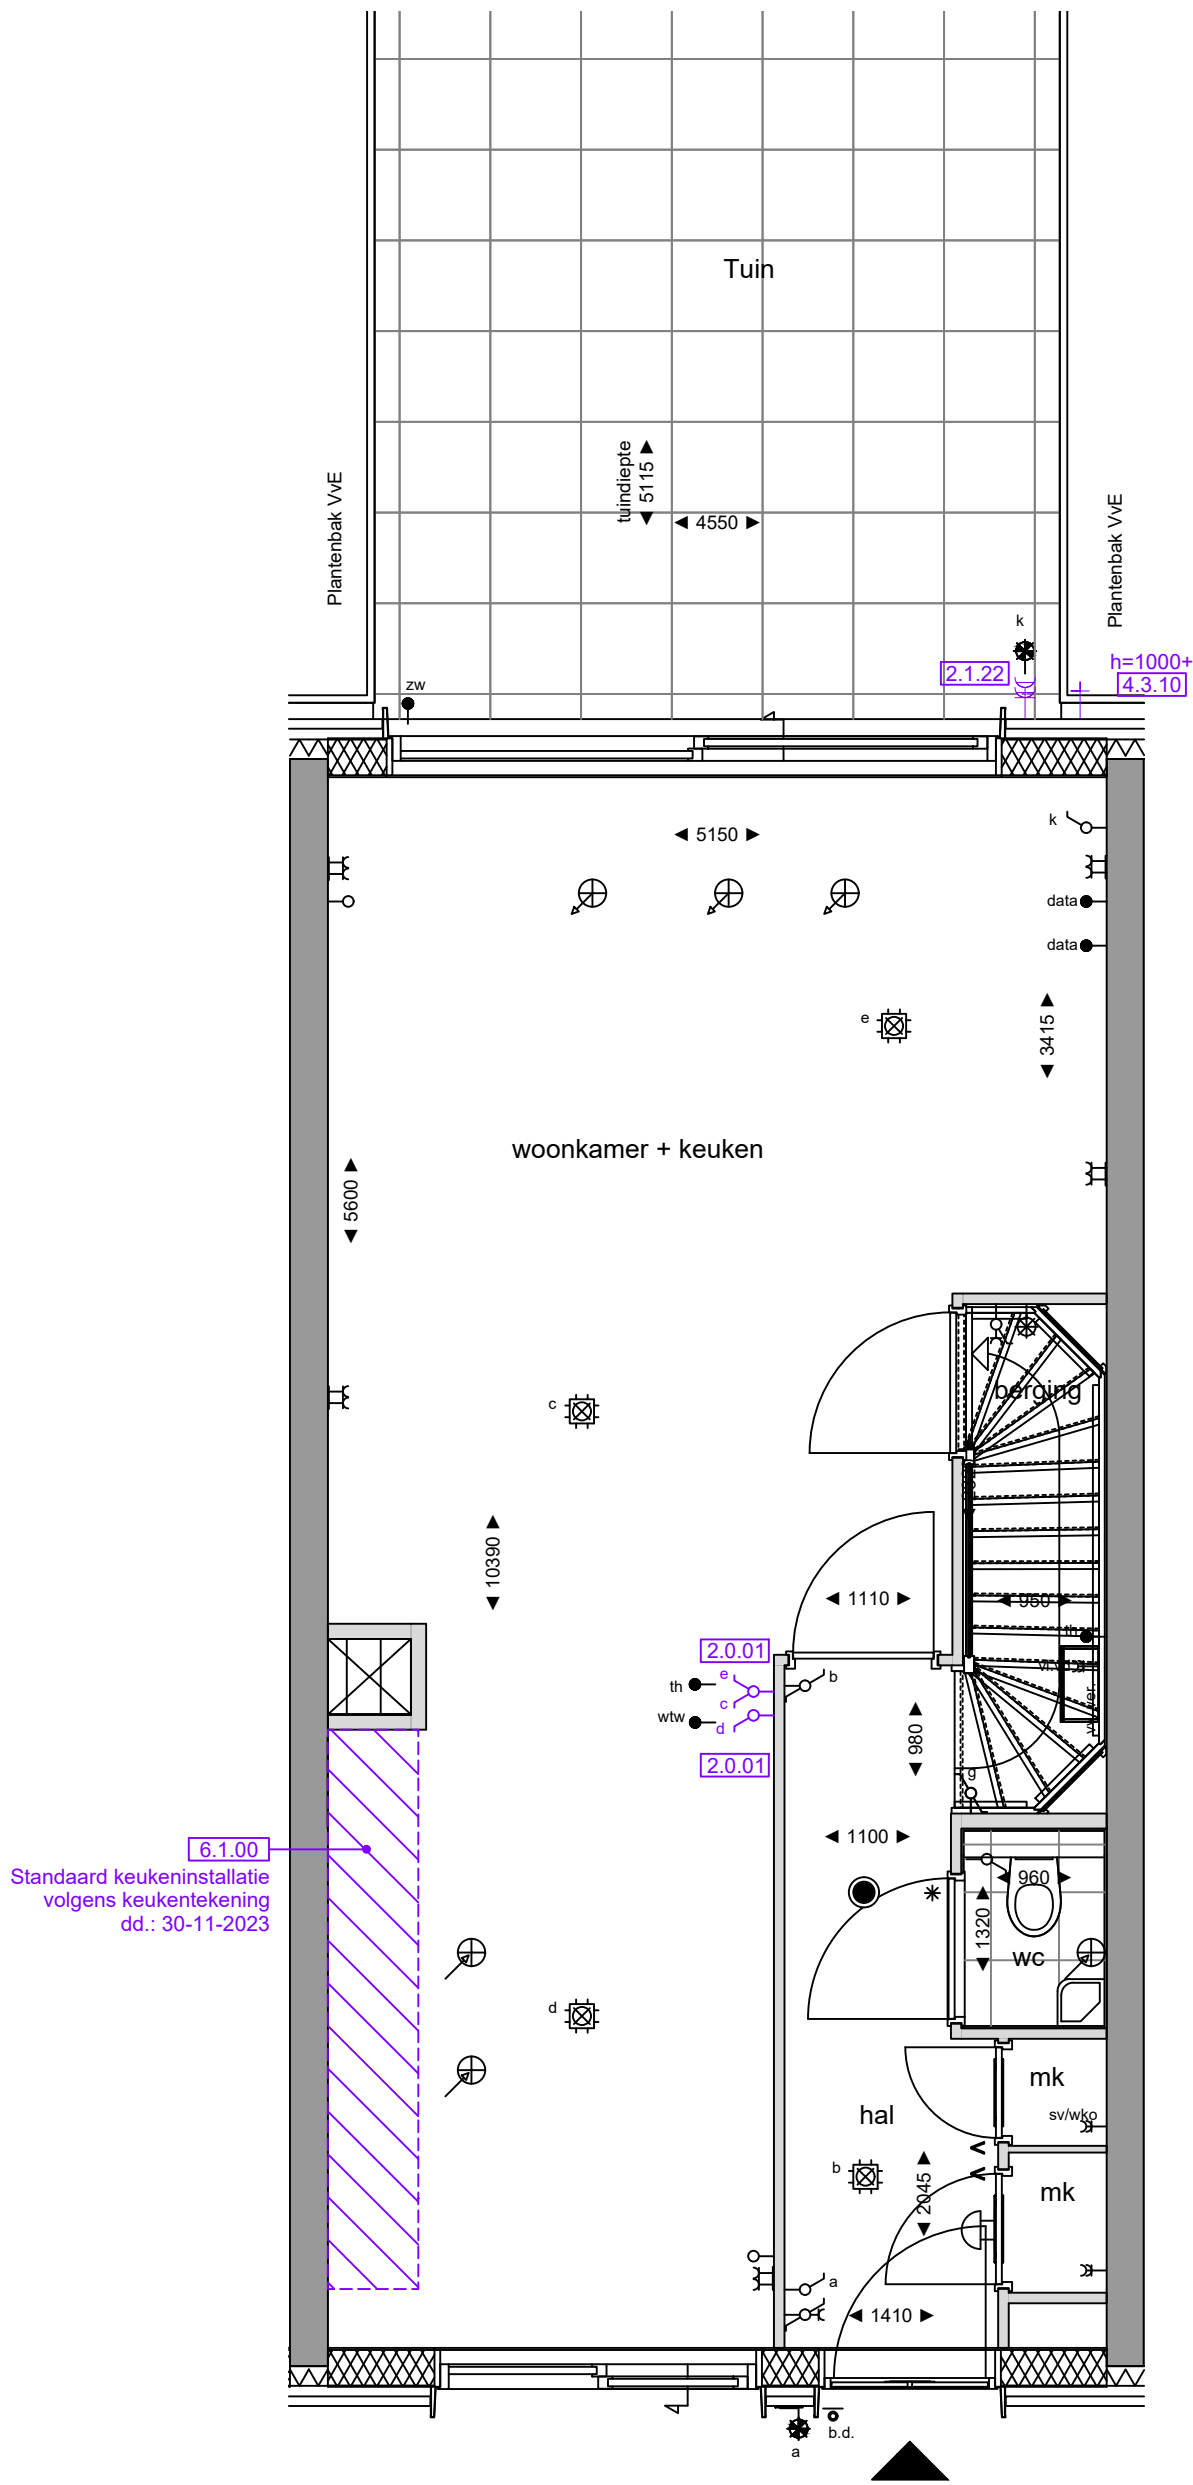 Tuin
tuindiepte
5115
4550
Plantenbak VvE
Plantenbak VvE
k
2.1.22
h=1000+
4.3.10
zw
5150
k
data
data
e
3415
woonkamer + keuken
5600
berging
c
10390
1110
960
th
2.0.01
e
th
c
wtw
d
2.0.01
b
980
g
6.1.00
Standaard keukeninstallatie
volgens keukentekening
dd.: 30-11-2023
1100
960
1320
wc
d
mk
sv/wko
hal
b
2045
mk
a
1410
b.d.
a